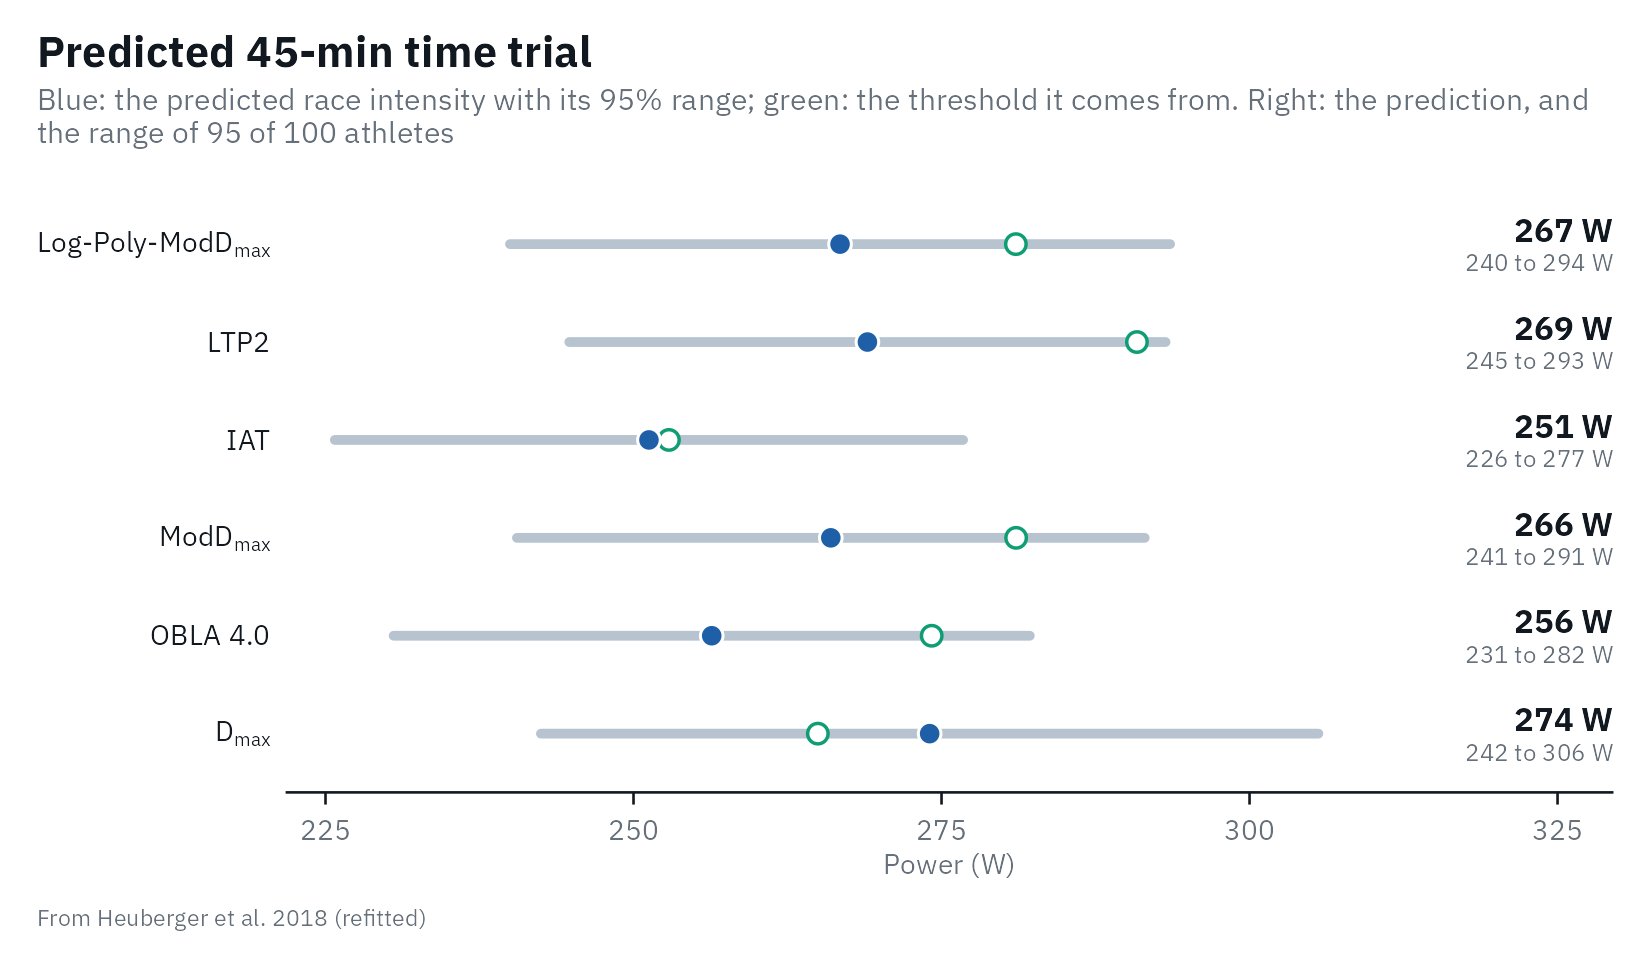 Predicted 45-min time trial
Blue: the predicted race intensity with its 95% range; green: the threshold it comes from. Right: the prediction, and
the range of 95 of 100 athletes
Log-Poly-ModDmax
267 W
240 to 294 W
LTP2
269 W
245 to 293 W
IAT
251 W
226 to 277 W
ModDmax
266 W
241 to 291 W
OBLA 4.0
256 W
231 to 282 W
Dmax
274 W
242 to 306 W
225 250 275 300 325
Power (W)
From Heuberger et al. 2018 (refitted)